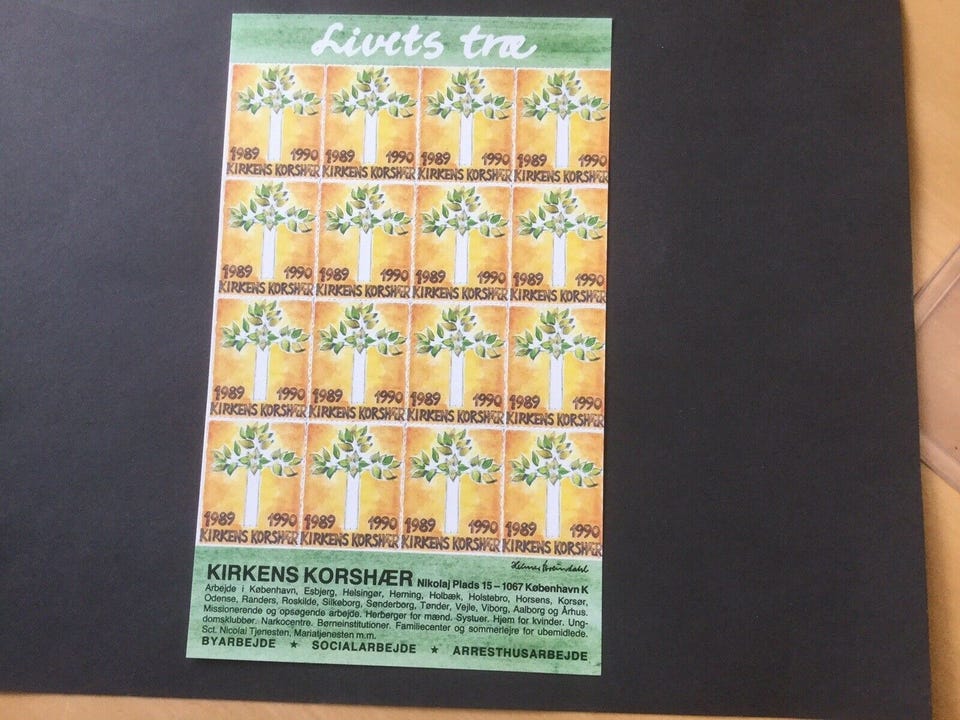 Livets træ
1989 1990 1989 1990 1989 1990 1989 1990
KIRKENS KORSHÆR KIRKENS KORSHÆR KIRKENS KORSHÆR KIRKENS KORSHÆR
1989 1990 1989 1990 1989 1990 1989 1990
KIRKENS KORSHÆR KIRKENS KORSHÆR KIRKENS KORSHÆR KIRKENS KORSHÆR
1989 1990 1989 1990 1989 1990 1989 1990
KIRKENS KORSHÆR KIRKENS KORSHÆR KIRKENS KORSHÆR KIRKENS KORSHÆR
1989 1990 1989 1990 1989 1990 1989 1990
KIRKENS KORSHÆR KIRKENS KORSHÆR KIRKENS KORSHÆR KIRKENS KORSHÆR
KIRKENS KORSHÆR Nikolaj Plads 15 – 1067 København K
Arbejde i København, Esbjerg, Helsingør, Herning, Holbæk, Holstebro, Horsens, Korsør,
Odense, Randers, Roskilde, Silkeborg, Sønderborg, Tønder, Vejle, Viborg, Aalborg og Århus.
Missionerende og opsøgende arbejde. Herberger for mænd. Systuer. Hjem for kvinder. Ung-
domsklubber. Narkocentre. Børneinstitutioner. Familiecenter og sommerlejre for ubemidlede.
Sct. Nicolai Tjenesten, Mariatjenesten m.m.
BYARBEJDE ★ SOCIALARBEJDE ★ ARRESTHUSARBEJDE